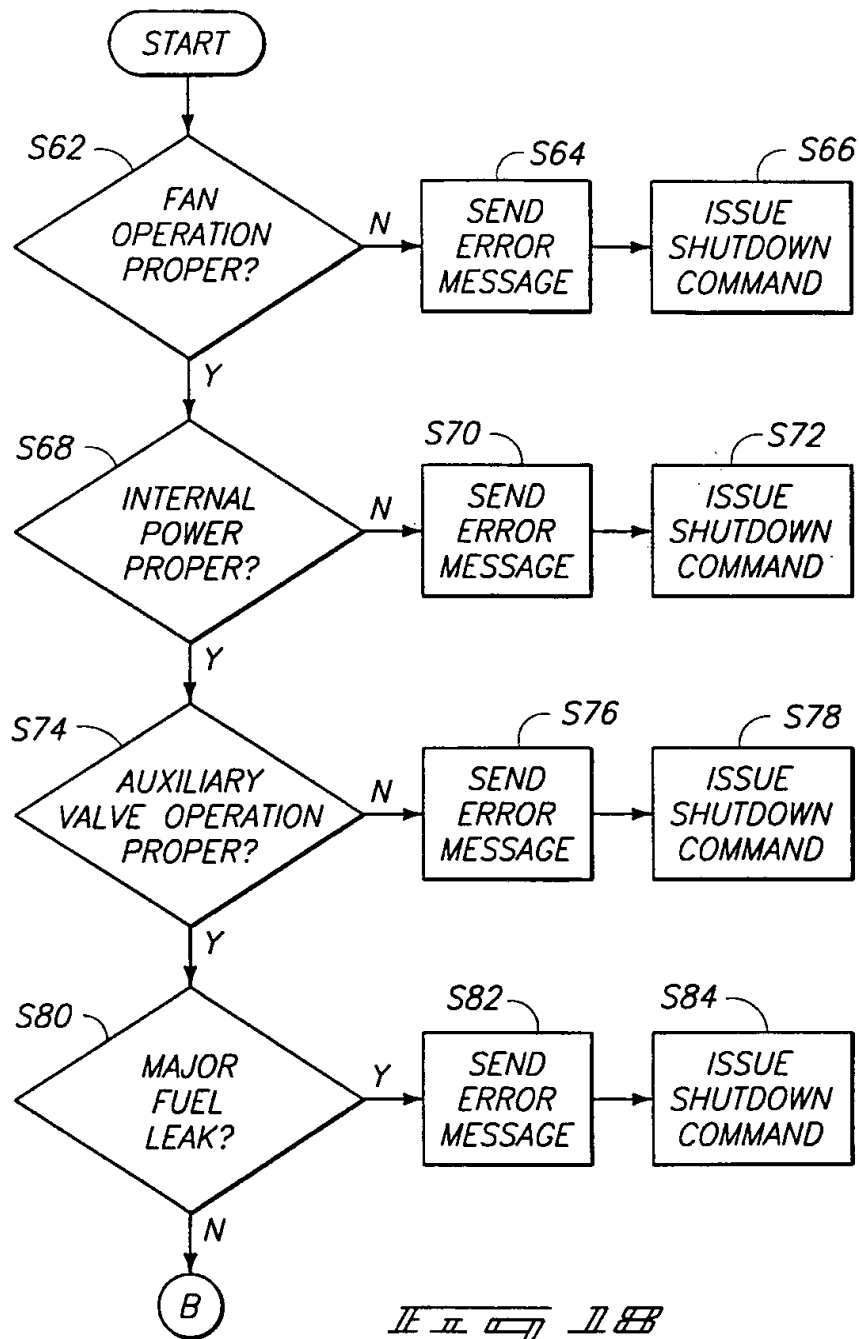 START
S62
FAN
OPERATION
PROPER?
N
S64
SEND
ERROR
MESSAGE
S66
ISSUE
SHUTDOWN
COMMAND
Y
S68
INTERNAL
POWER
PROPER?
N
S70
SEND
ERROR
MESSAGE
S72
ISSUE
SHUTDOWN
COMMAND
Y
S74
AUXILIARY
VALVE OPERATION
PROPER?
N
S76
SEND
ERROR
MESSAGE
S78
ISSUE
SHUTDOWN
COMMAND
Y
S80
MAJOR
FUEL
LEAK?
Y
S82
SEND
ERROR
MESSAGE
S84
ISSUE
SHUTDOWN
COMMAND
N
B
Fig 18